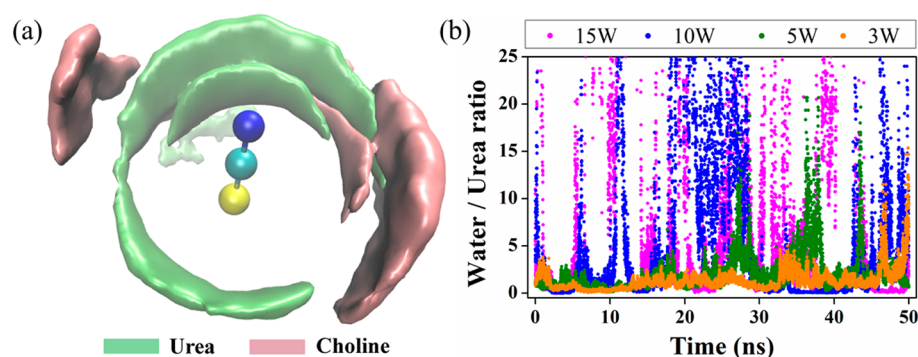 (a)
Urea Choline
(b)
15W 10W 5W 3W
Water / Urea ratio
25
20
15
10
5
0
0 10 20 30 40 50
Time (ns)